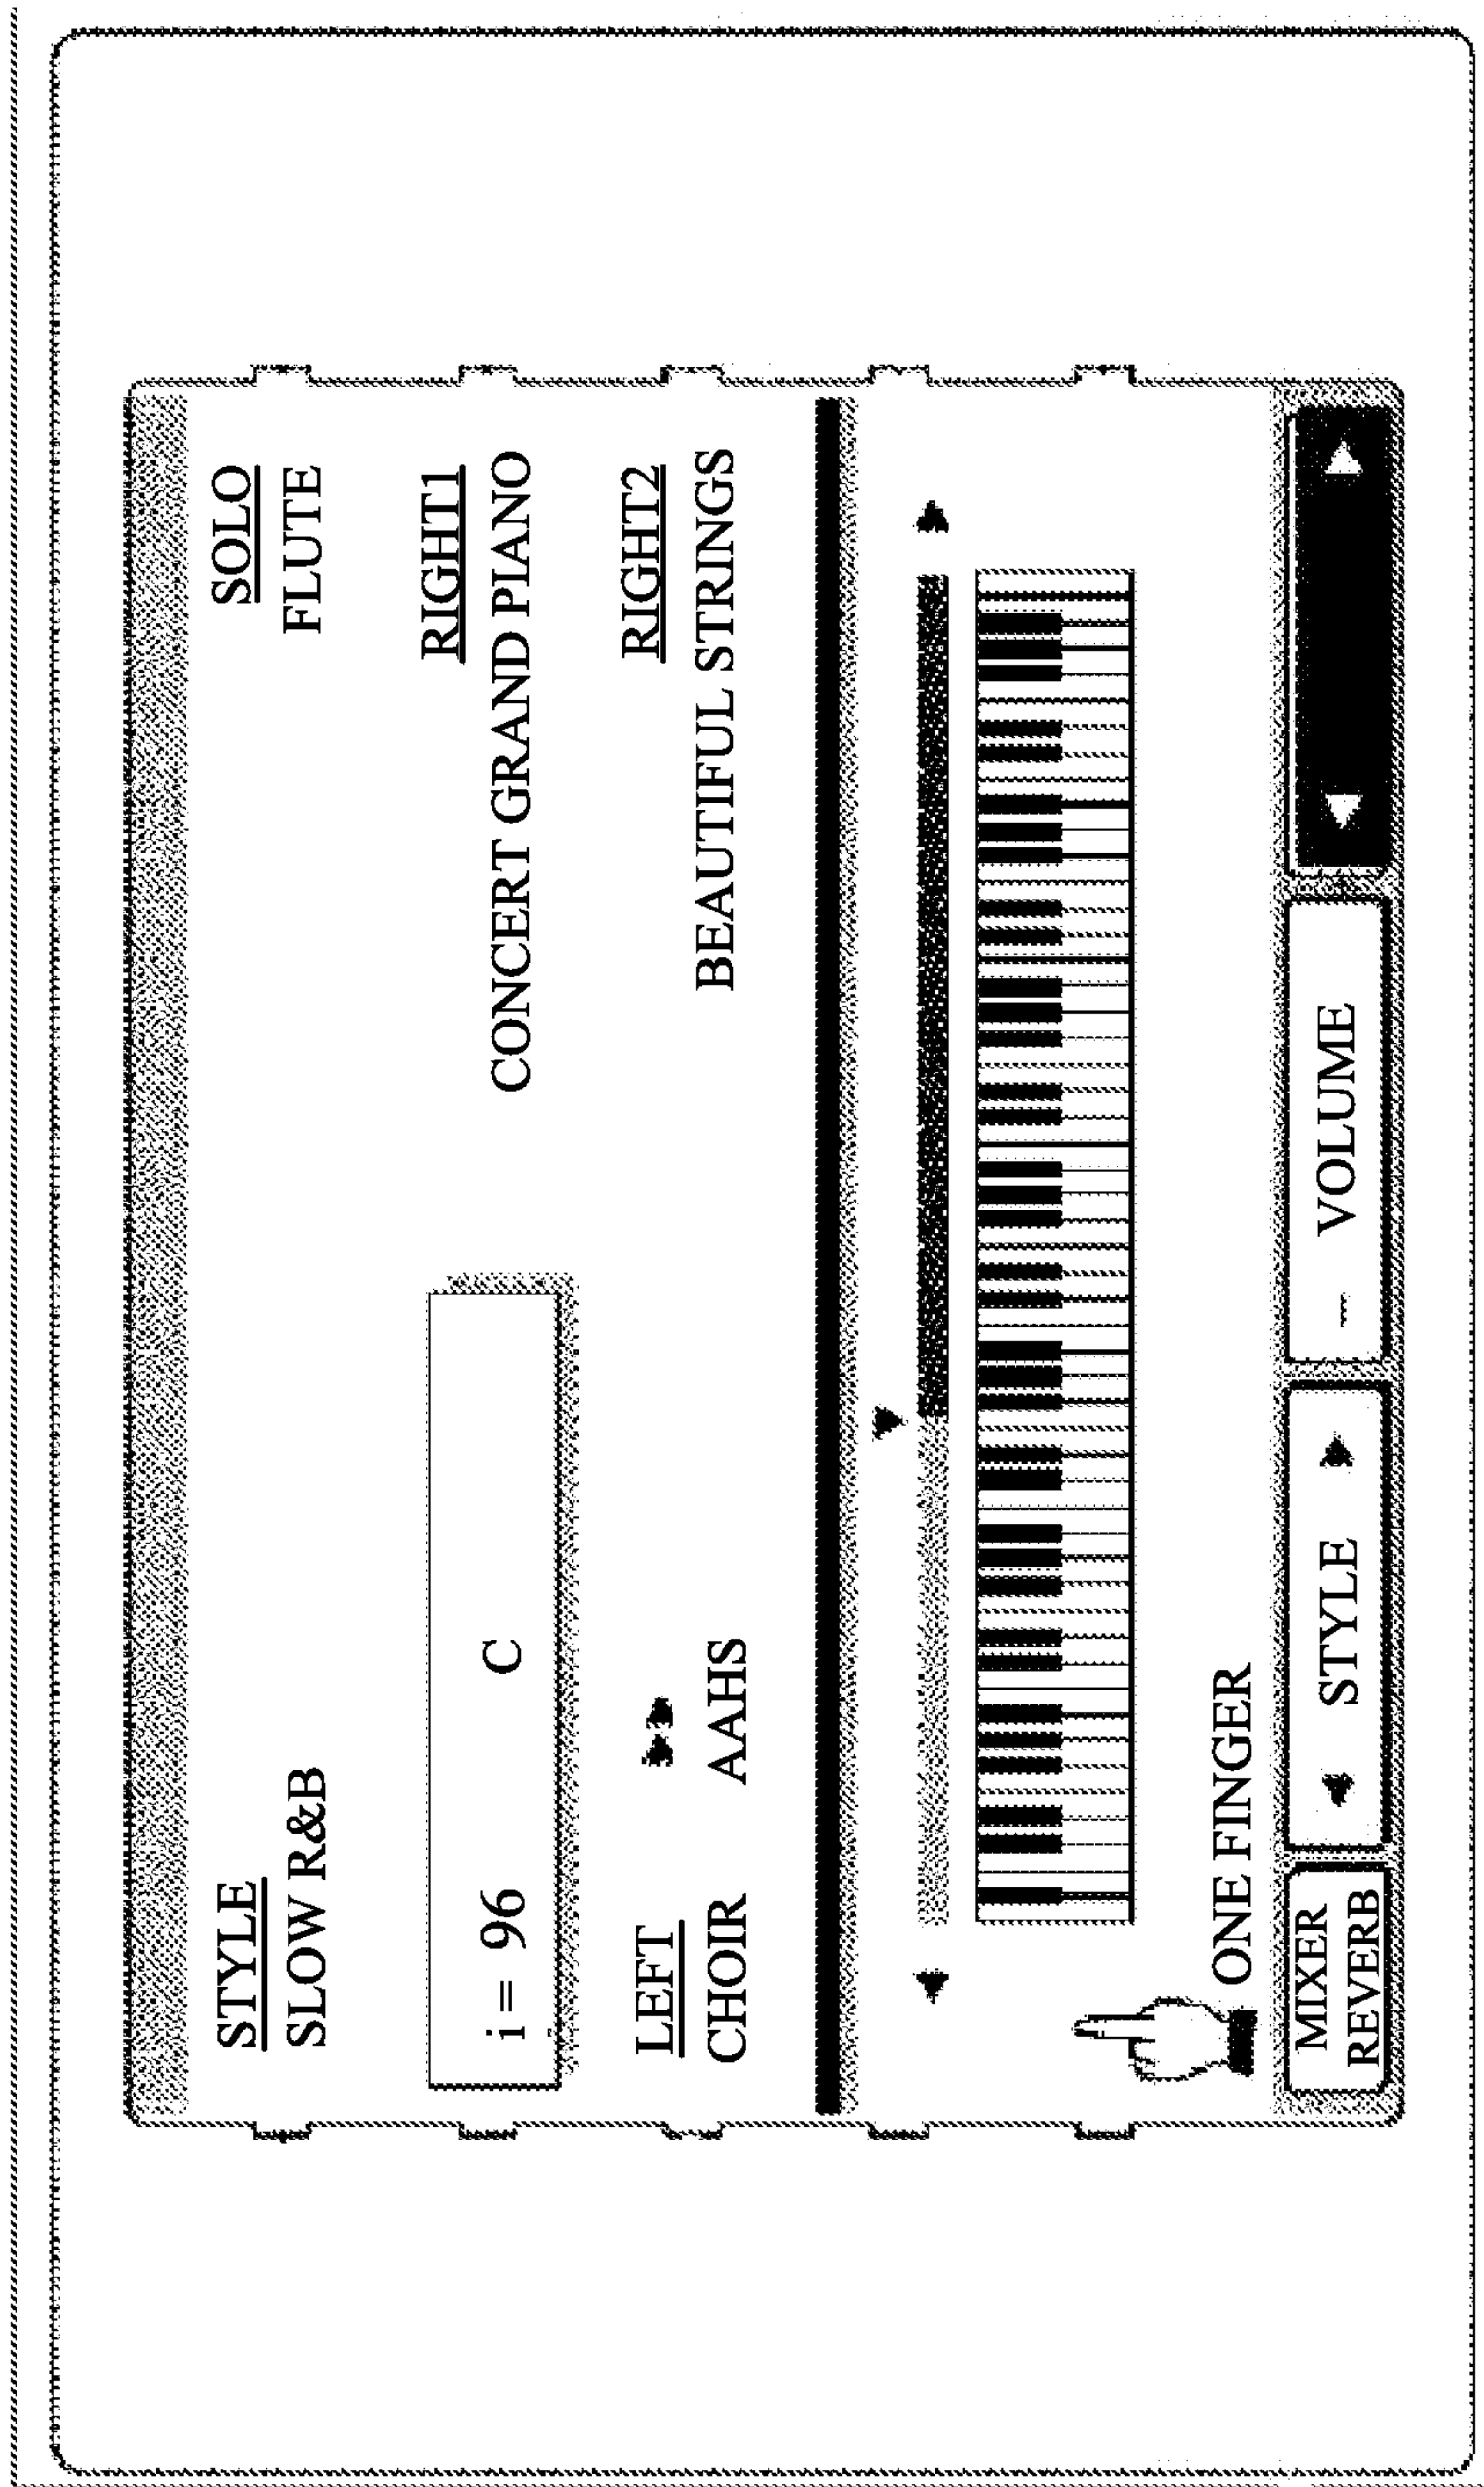 STYLE
SLOW R&B
SOLO
FLUTE
i = 96 C
RIGHT1
CONCERT GRAND PIANO
LEFT
CHOIR AAHS
RIGHT2
BEAUTIFUL STRINGS
ONE FINGER
MIXER
REVERB
STYLE
– VOLUME